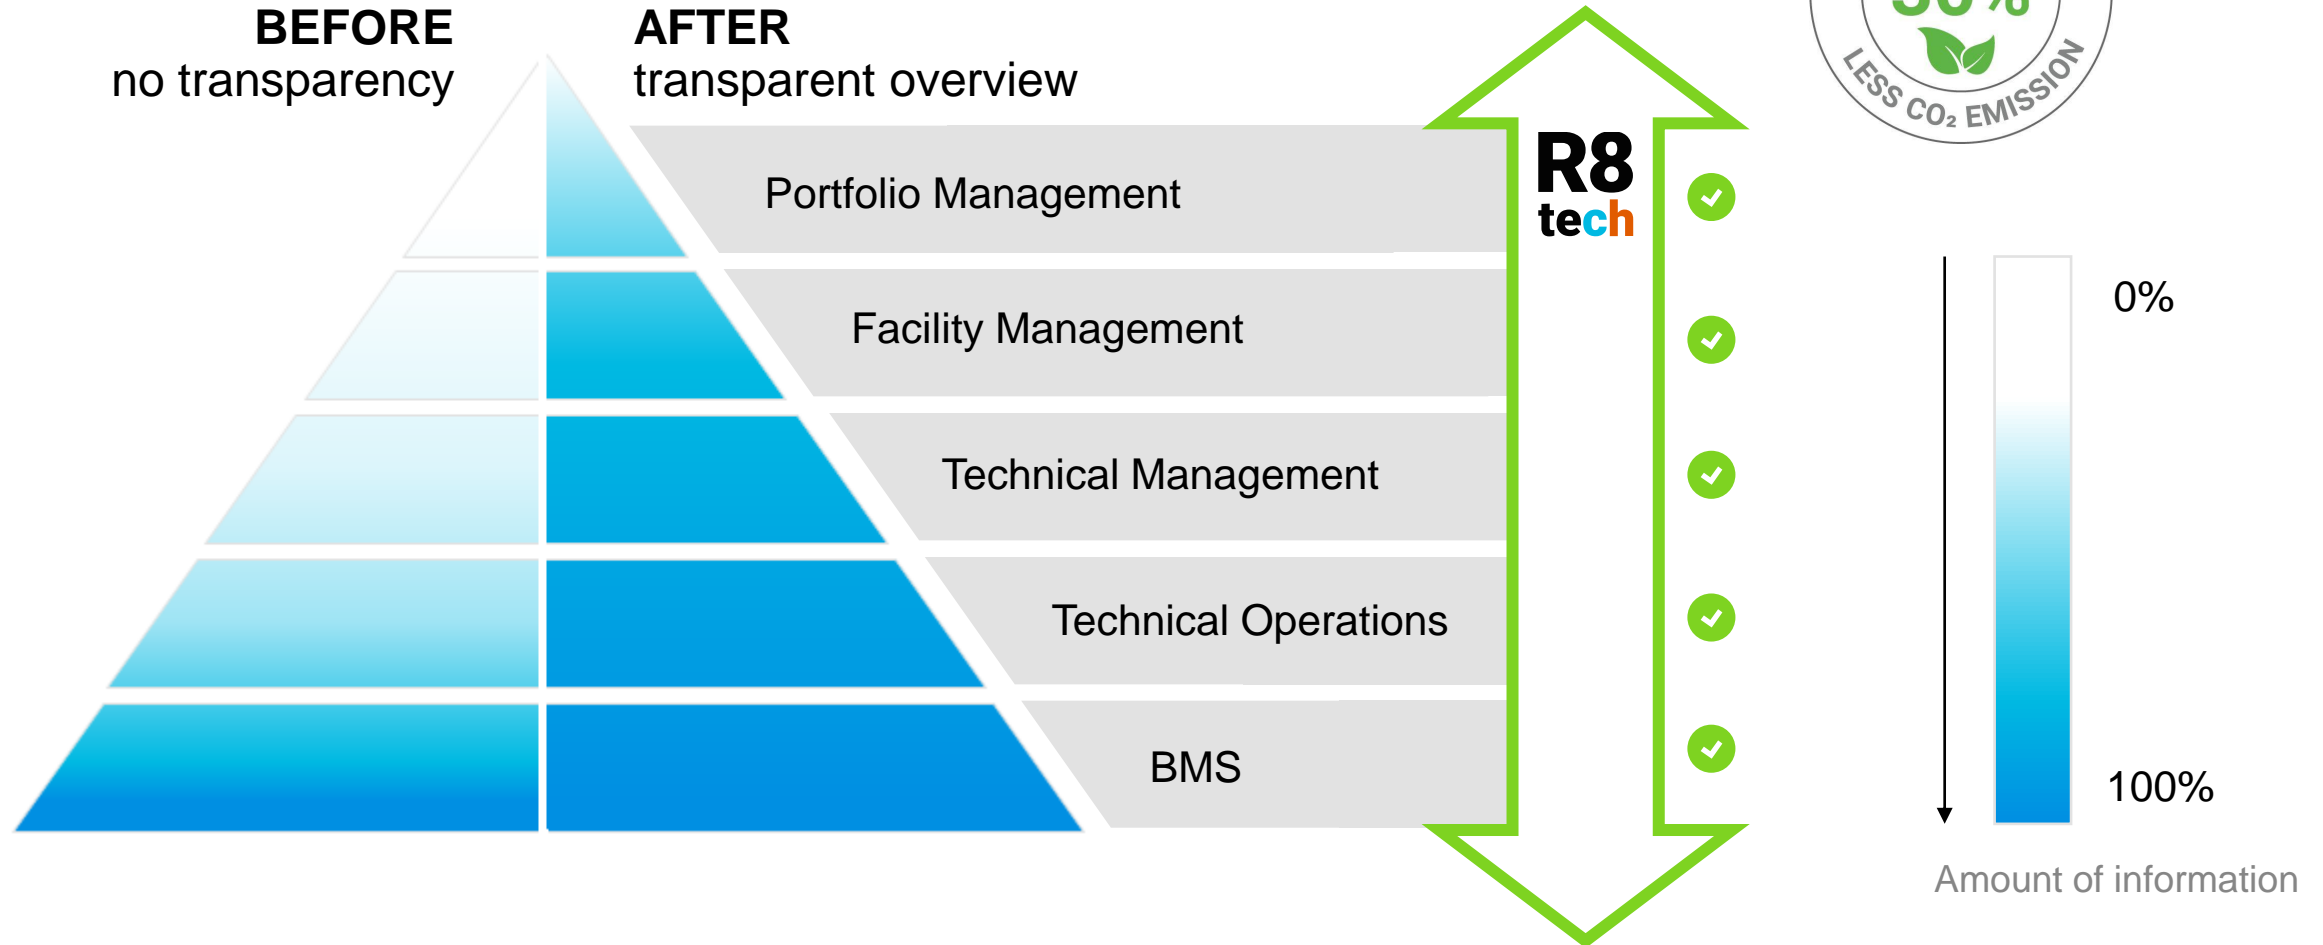 BEFORE
no transparency
AFTER
transparent overview
LESS CO₂ EMISSION
Portfolio Management
Facility Management
Technical Management
Technical Operations
BMS
R8
tech
0%
100%
Amount of information